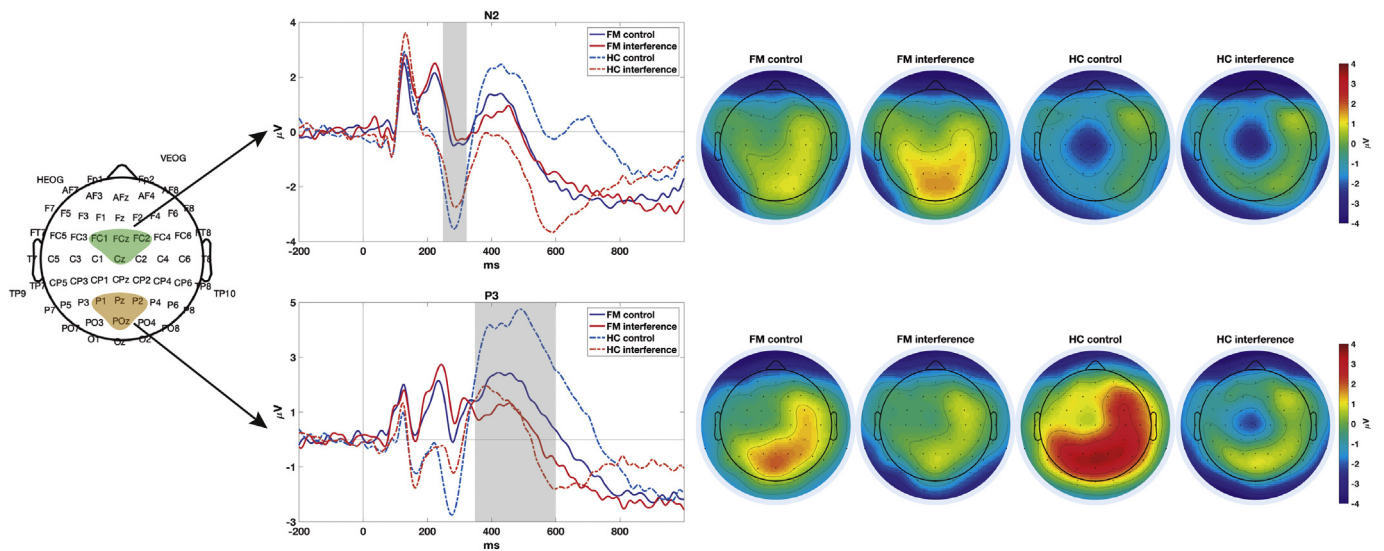 VEOG
HEOG
Fp1 Fp2
AF7 AF3 AFz AF4 AF8
F7 F5 F3 F1 Fz F2 F4 F6 F8
FT7 FC5 FC3 FC1 FCz FC2 FC4 FC6 FT8
T7 C5 C3 C1 Cz C2 C4 C6 T8
TP9 TP7 CP5 CP3 CP1 CPz CP2 CP4 CP6 TP8 TP10
P7 P5 P3 P1 Pz P2 P4 P6 P8
PO7 PO3 POz PO4 PO8
O1 Oz O2
N2
4
2
0
-2
-4
µV
-200 0 200 400 600 800
ms
FM control
FM interference
HC control
HC interference
FM control FM interference HC control HC interference
4
3
2
1
0
-1
-2
-3
-4
µV
P3
5
3
1
-1
-3
µV
-200 0 200 400 600 800
ms
FM control
FM interference
HC control
HC interference
FM control FM interference HC control HC interference
4
3
2
1
0
-1
-2
-3
-4
µV